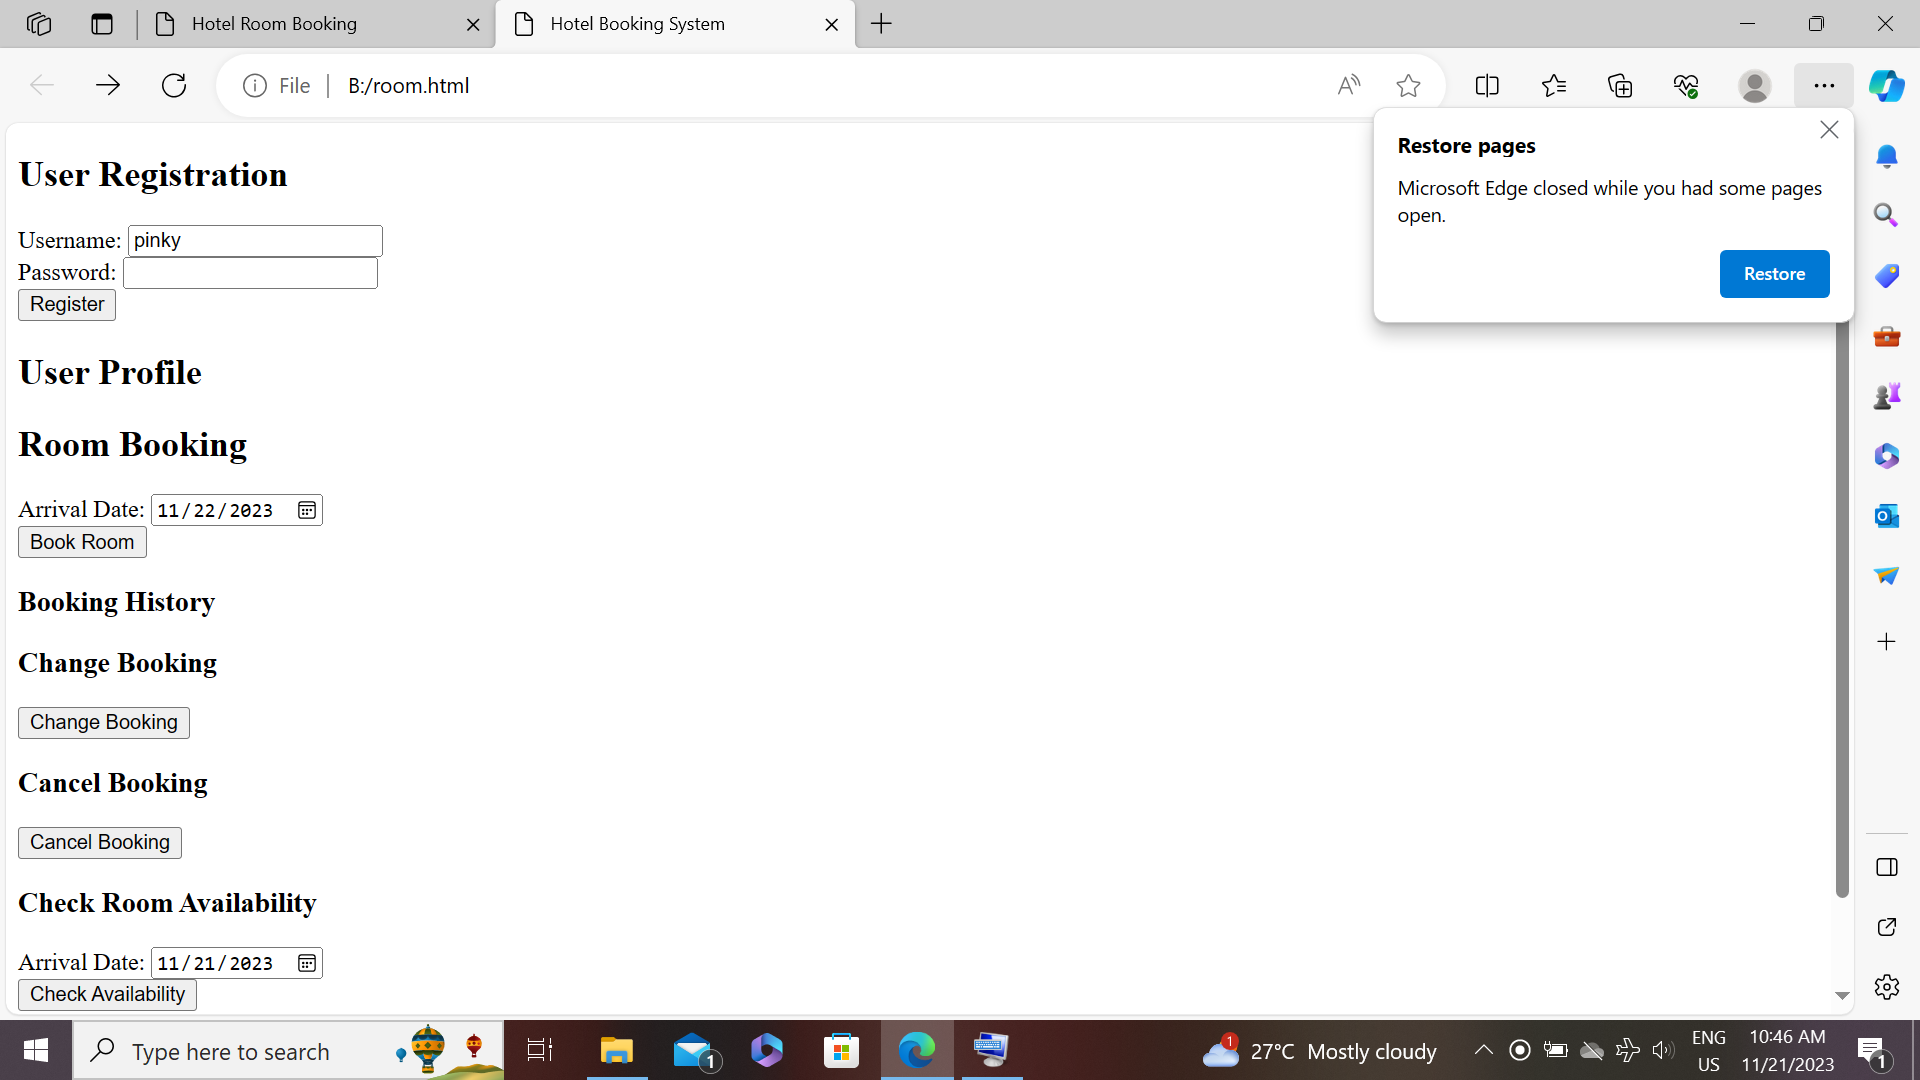 Hotel Room Booking
Hotel Booking System
File
B:/room.html
Restore pages
Microsoft Edge closed while you had some pages
open.
Restore
User Registration
Username: pinky
Password:
Register
User Profile
Room Booking
Arrival Date: 11/22/2023
Book Room
Booking History
Change Booking
Change Booking
Cancel Booking
Cancel Booking
Check Room Availability
Arrival Date: 11/21/2023
Check Availability
Type here to search
1
1
27°C Mostly cloudy
ENG
US
10:46 AM
11/21/2023
1